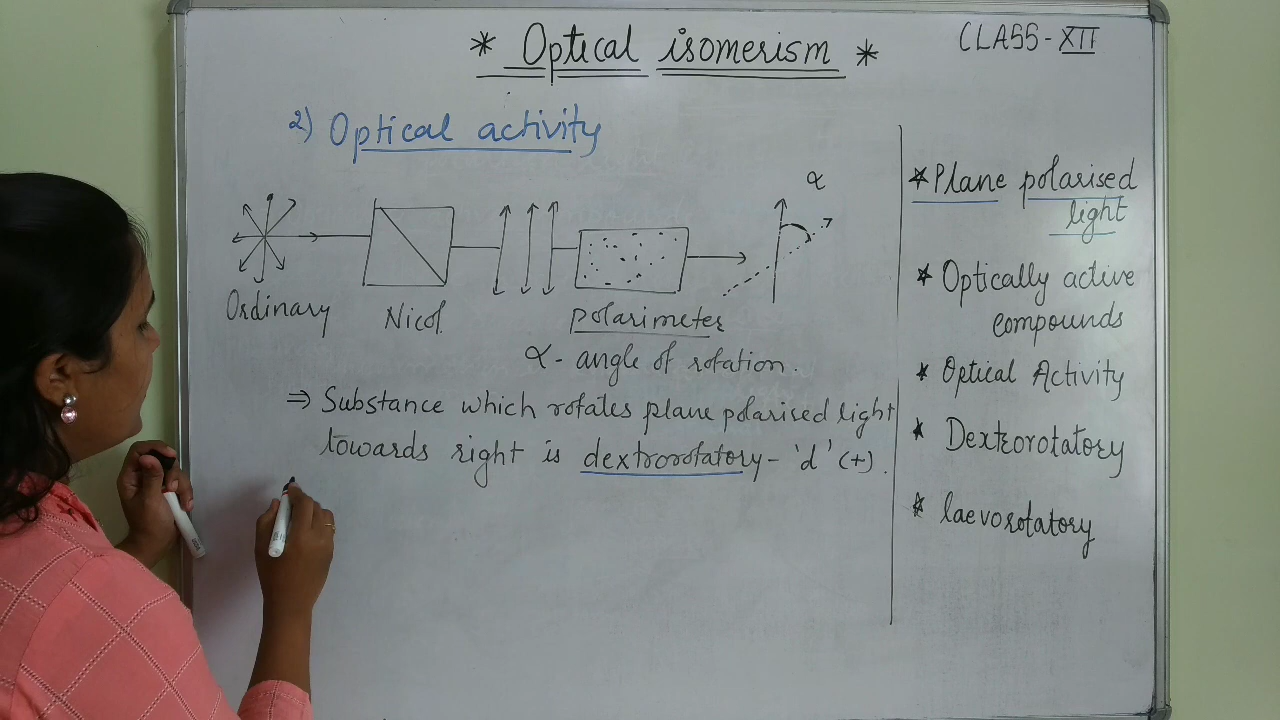 * Optical isomerism *
CLASS - XII
2) Optical activity
α
Ordinary
Nicol.
polarimeter
α - angle of rotation.
⇒ Substance which rotates plane polarised light
towards right is dextrorotatory - 'd' (+).
* Plane polarised
light
* Optically active
compounds
* Optical Activity
* Dextrorotatory
* laevorotatory